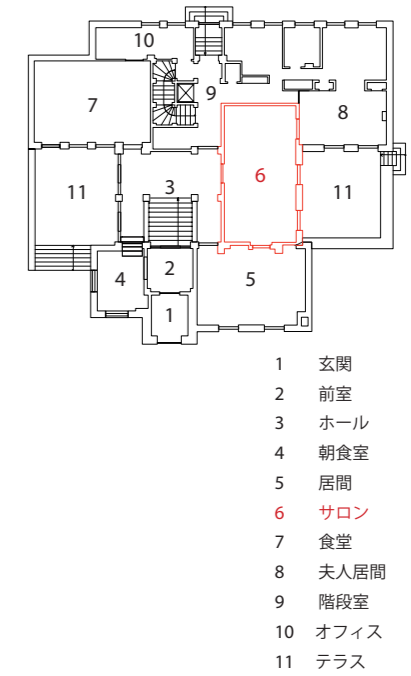 10
9
7
8
6
11
3
11
4
2
5
1
1 玄関
2 前室
3 ホール
4 朝食室
5 居間
6 サロン
7 食堂
8 夫人居間
9 階段室
10 オフィス
11 テラス